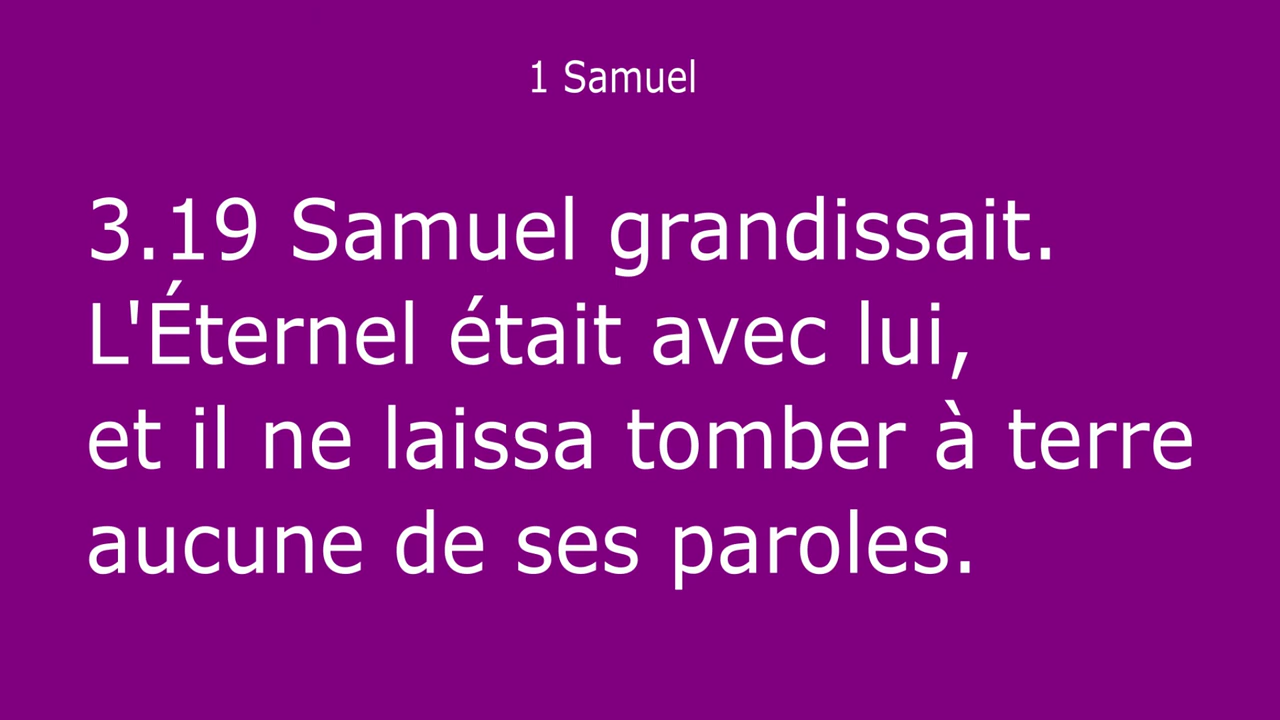 1 Samuel
3.19 Samuel grandissait.
L'Éternel était avec lui,
et il ne laissa tomber à terre
aucune de ses paroles.